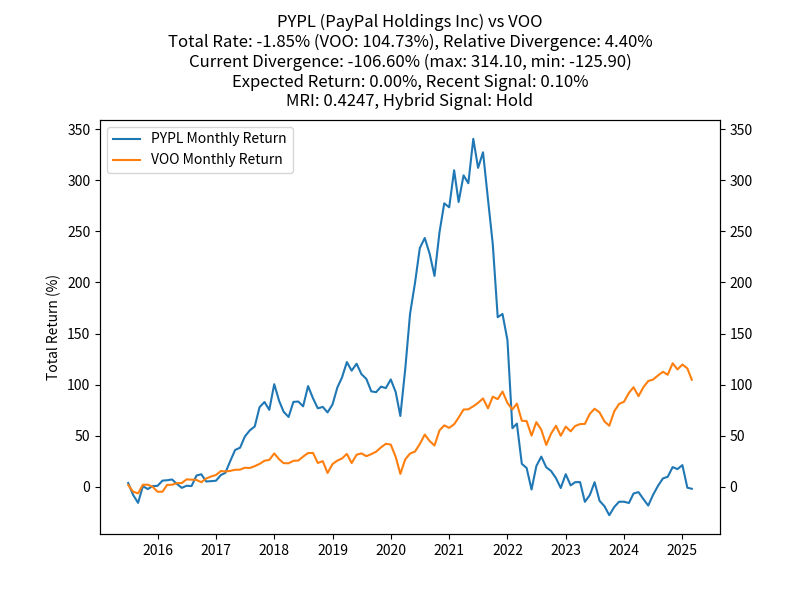 PYPL (PayPal Holdings Inc) vs VOO
Total Rate: -1.85% (VOO: 104.73%), Relative Divergence: 4.40%
Current Divergence: -106.60% (max: 314.10, min: -125.90)
Expected Return: 0.00%, Recent Signal: 0.10%
MRI: 0.4247, Hybrid Signal: Hold
PYPL Monthly Return
VOO Monthly Return
Total Return (%)
350 350
300 300
250 250
200 200
150 150
100 100
50 50
0 0
2016 2017 2018 2019 2020 2021 2022 2023 2024 2025